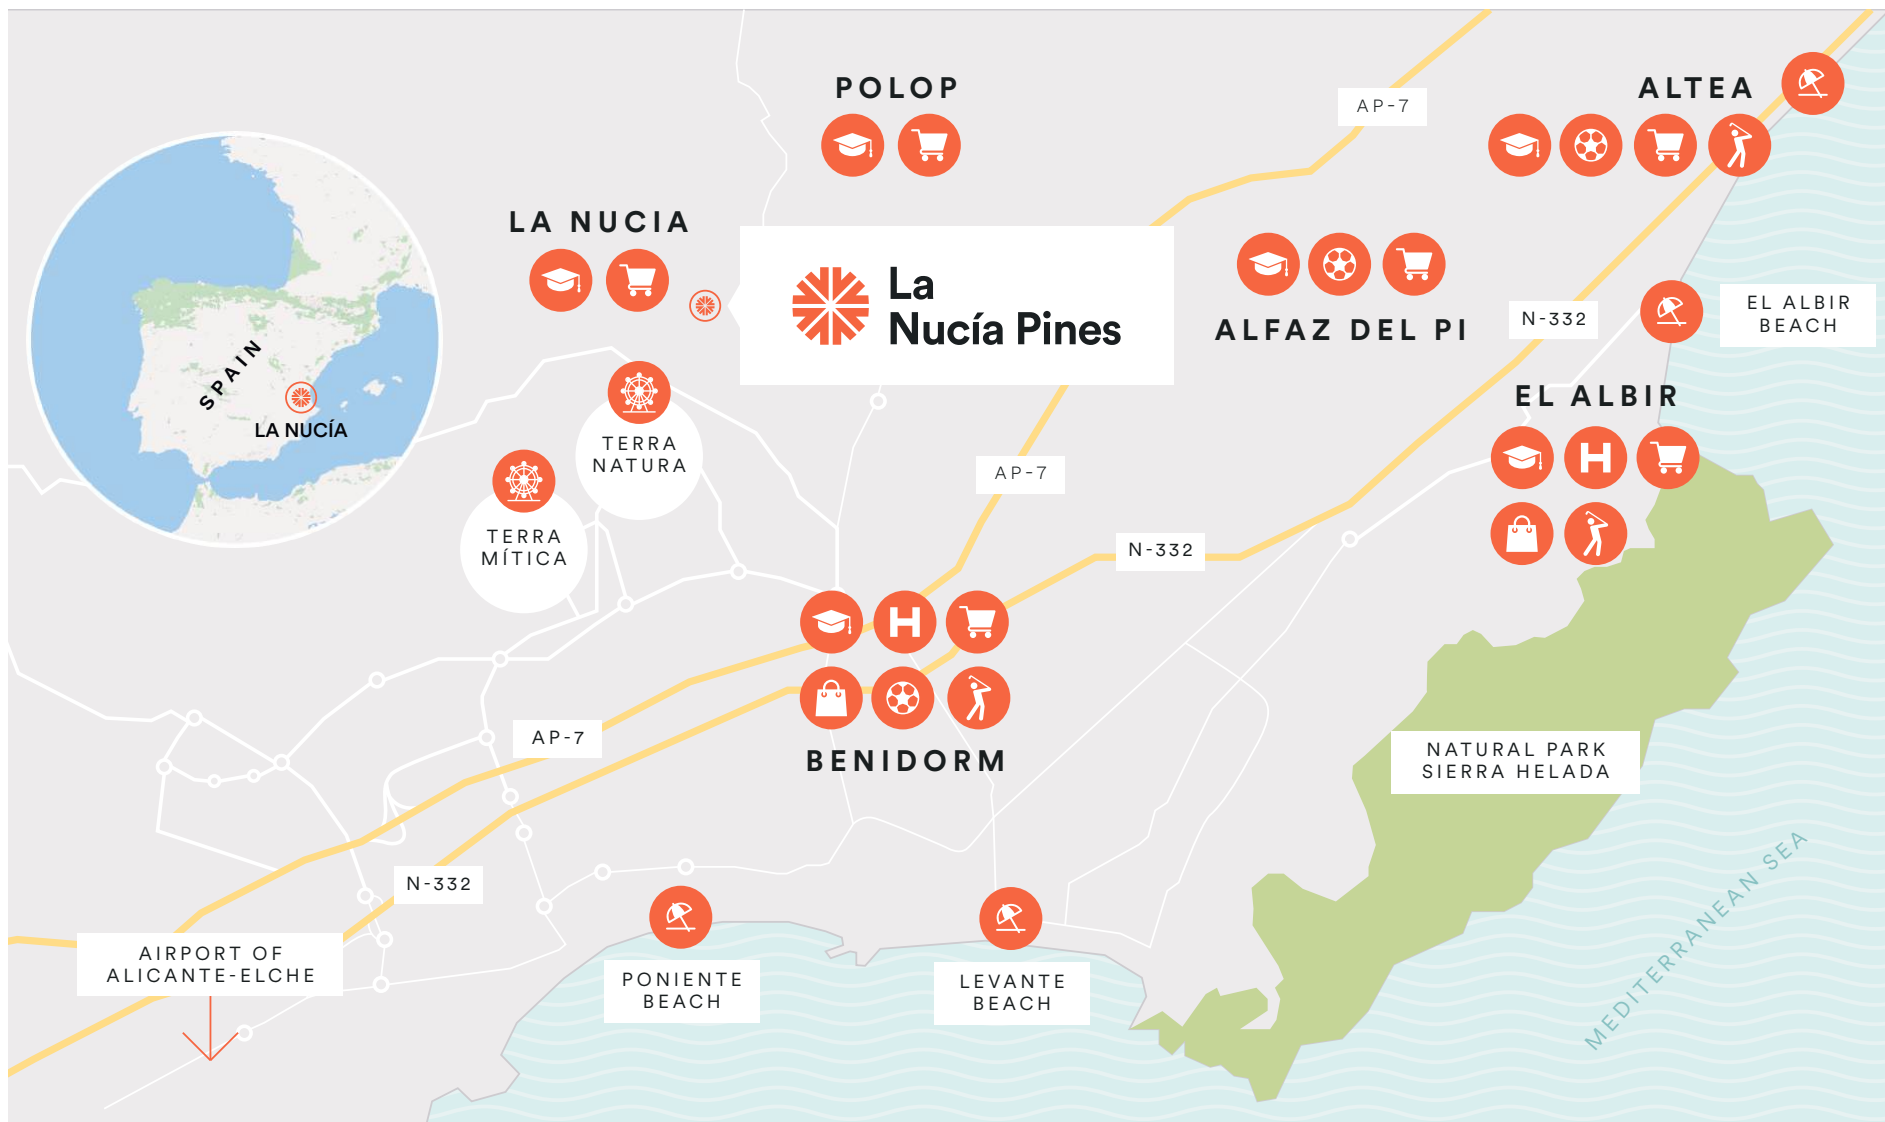 POLOP
ALTEA
AP-7
LA NUCIA
La
Nucía Pines
ALFAZ DEL PI
N-332
EL ALBIR
BEACH
EL ALBIR
SPAIN
LA NUCÍA
TERRA
NATURA
TERRA
MÍTICA
AP-7
N-332
H
H
AP-7
BENIDORM
NATURAL PARK
SIERRA HELADA
N-332
AIRPORT OF
ALICANTE-ELCHE
PONIENTE
BEACH
LEVANTE
BEACH
MEDITERRANEAN SEA